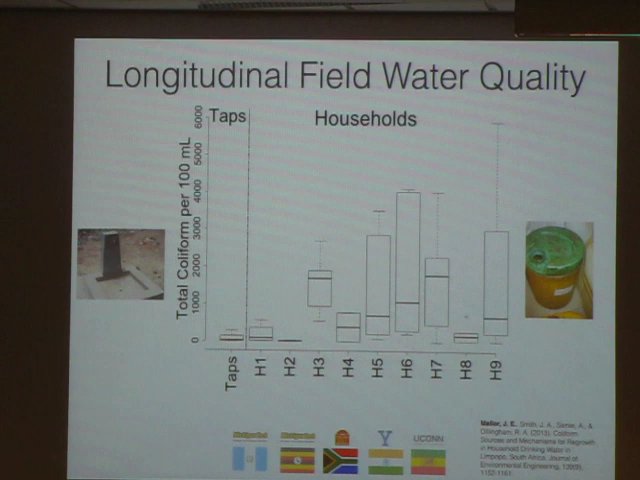 Longitudinal Field Water Quality
Taps
Households
Total Coliform per 100 mL
6000
5000
4000
3000
2000
1000
0
Taps
H1
H2
H3
H4
H5
H6
H7
H8
H9
Y
UCONN
Mellor, J. E., Smith, J. A., Samie, A., &
Dillingham, R. A. (2013). Coliform
Sources and Mechanisms for Regrowth
in Household Drinking Water in
Limpopo, South Africa. Journal of
Environmental Engineering, 139(9),
1152-1161.